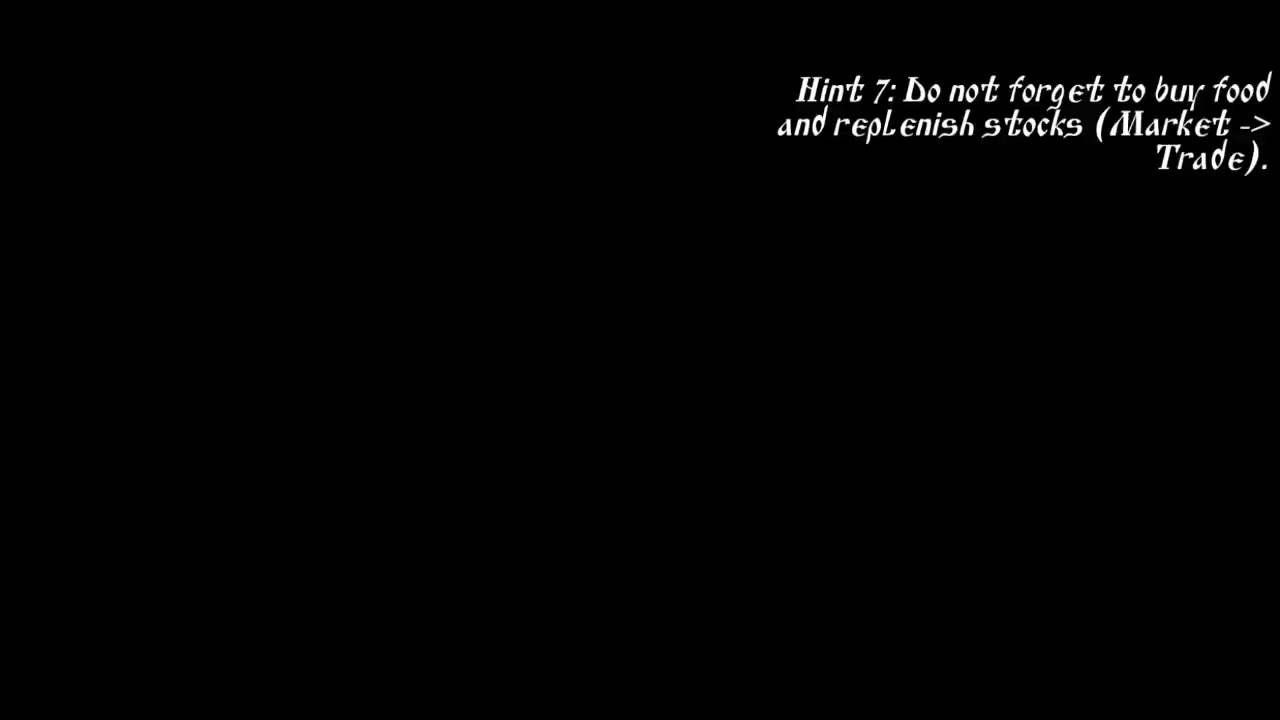 Hint 7: Do not forget to buy food
and replenish stocks (Market ->
Trade).